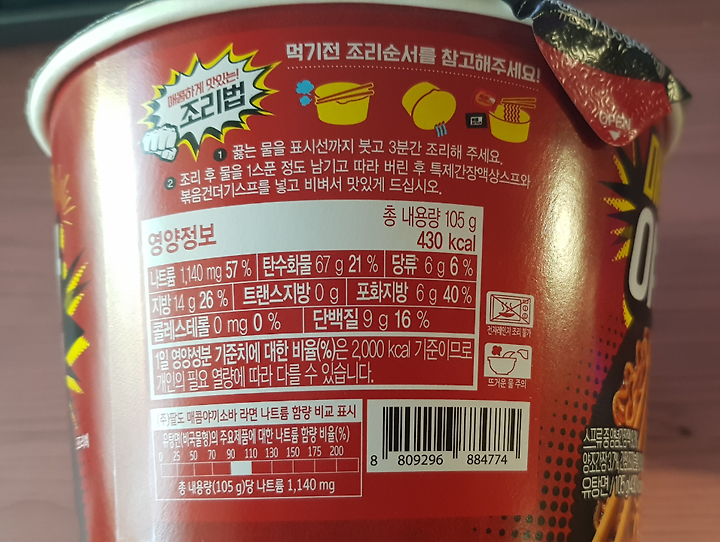 먹기전 조리순서를 참고해주세요!
매콤하게 맛있는!
조리법
OPEN
1 끓는 물을 표시선까지 붓고 3분간 조리해 주세요.
2 조리 후 물을 1스푼 정도 남기고 따라 버린 후 특제간장액상스프와
볶음건더기스프를 넣고 비벼서 맛있게 드십시오.
영양정보
총 내용량 105 g
430 kcal
나트륨 1,140 mg 57 % 탄수화물 67 g 21 % 당류 6 g 6 %
지방 14 g 26 % 트랜스지방 0 g 포화지방 6 g 40 %
콜레스테롤 0 mg 0 % 단백질 9 g 16 %
1일 영양성분 기준치에 대한 비율(%)은 2,000 kcal 기준이므로
개인의 필요 열량에 따라 다를 수 있습니다.
전자레인지 조리 불가
뜨거운 물 주의
㈜팔도 매콤야끼소바 라면 나트륨 함량 비교 표시
유탕면(비국물형)의 주요제품에 대한 나트륨 함량 비율(%)
0 25 50 70 90 110 130 150 175 200
총 내용량(105 g)당 나트륨 1,140 mg
8 809296 884774
유탕면